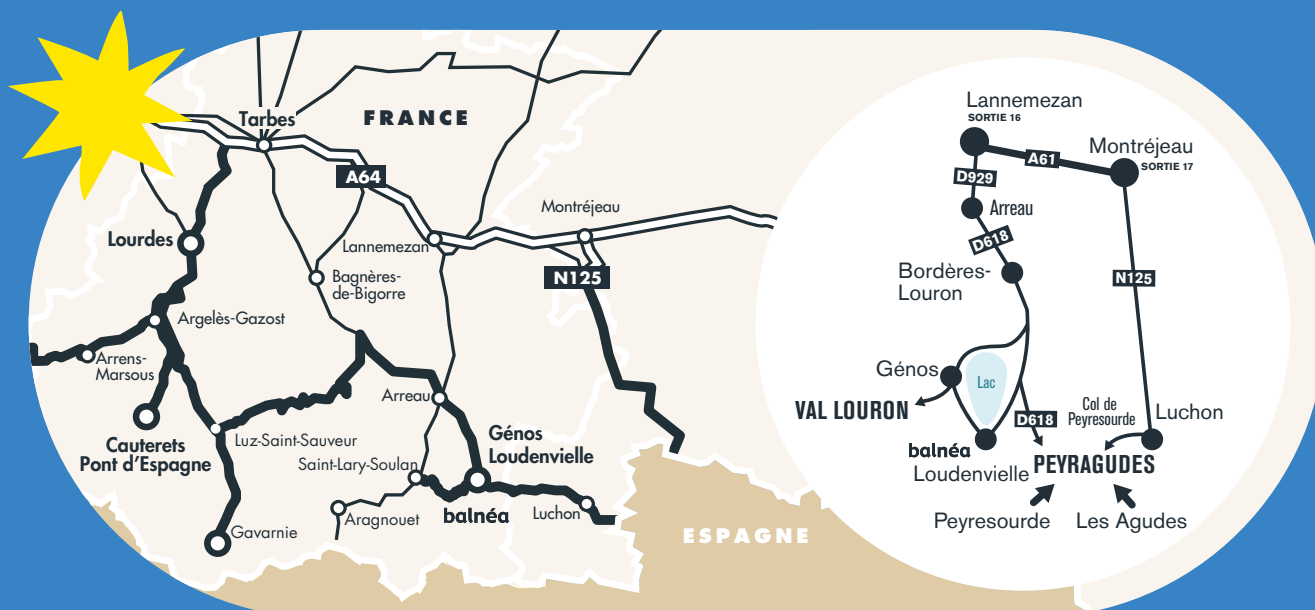 Tarbes
FRANCE
A64
Lourdes
Lannemezan
Montréjeau
N125
Bagnères-
de-Bigorre
Argelès-Gazost
Arrens-
Marsous
Arreau
Cauterets
Pont d'Espagne
Luz-Saint-Sauveur
Génos
Loudenvielle
Saint-Lary-Soulan
Aragnouet
balnéa
Luchon
Gavarnie
ESPAGNE
Lannemezan
SORTIE 16
A61
Montréjeau
SORTIE 17
D929
Arreau
D618
Bordères-
Louron
N125
Génos
Lac
VAL LOURON
D618
Col de
Peyresourde
Luchon
balnéa
Loudenvielle
PEYRAGUDES
Peyresourde
Les Agudes